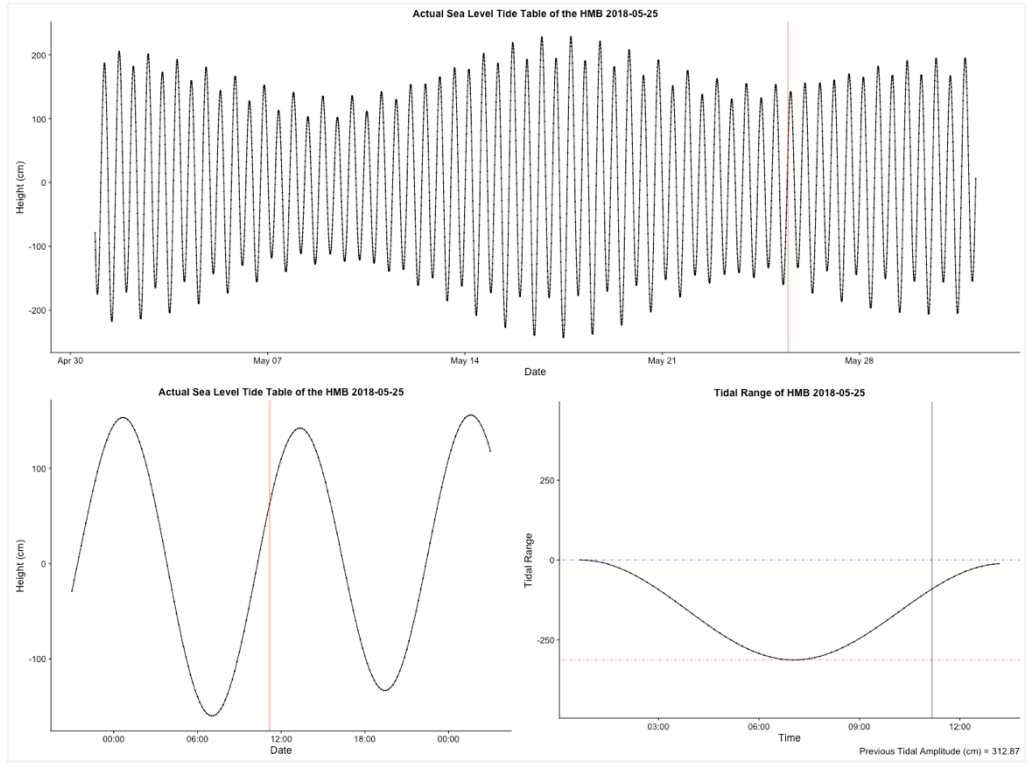 Actual Sea Level Tide Table of the HMB 2018-05-25
Height (cm)
200
100
0
-100
-200
Apr 30
May 07
May 14
May 21
May 28
Date
Actual Sea Level Tide Table of the HMB 2018-05-25
Height (cm)
100
0
-100
00:00
06:00
12:00
18:00
00:00
Date
Tidal Range of HMB 2018-05-25
Tidal Range
250
0
-250
03:00
06:00
09:00
12:00
Time
Previous Tidal Amplitude (cm) = 312.87